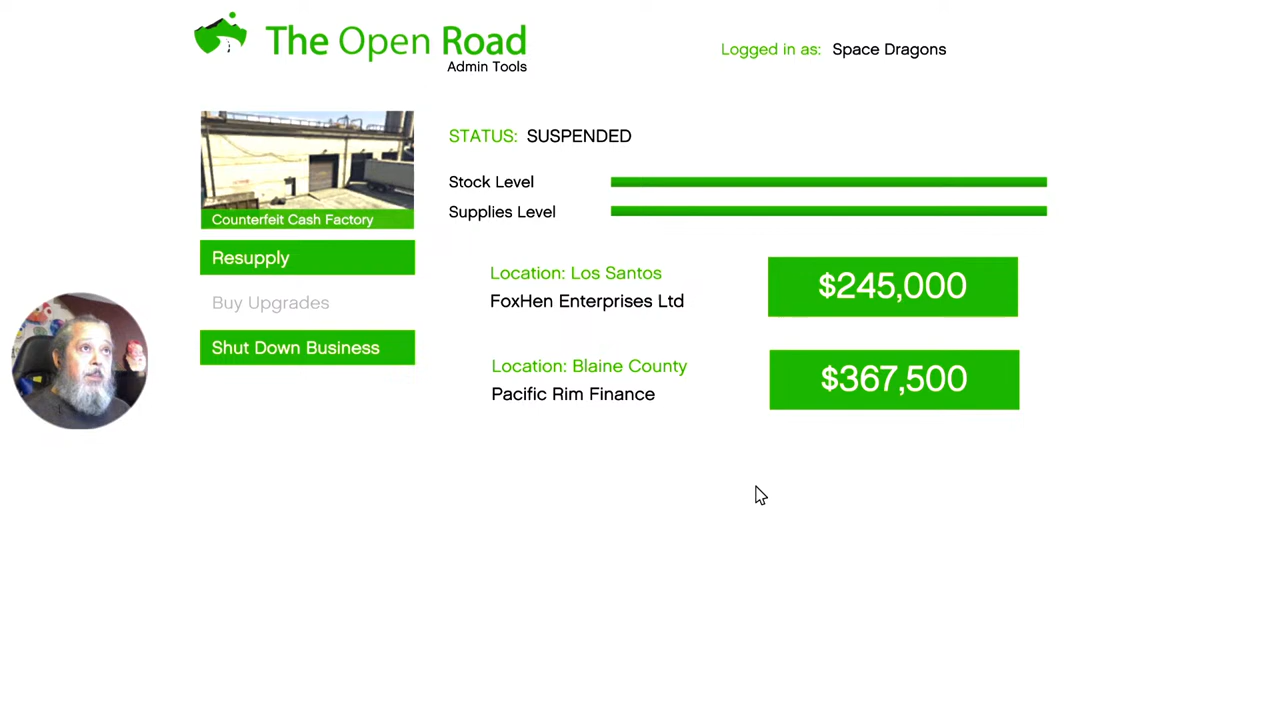 The Open Road
Admin Tools
Logged in as: Space Dragons
Counterfeit Cash Factory
Resupply
Buy Upgrades
Shut Down Business
STATUS: SUSPENDED
Stock Level
Supplies Level
Location: Los Santos
FoxHen Enterprises Ltd
$245,000
Location: Blaine County
Pacific Rim Finance
$367,500